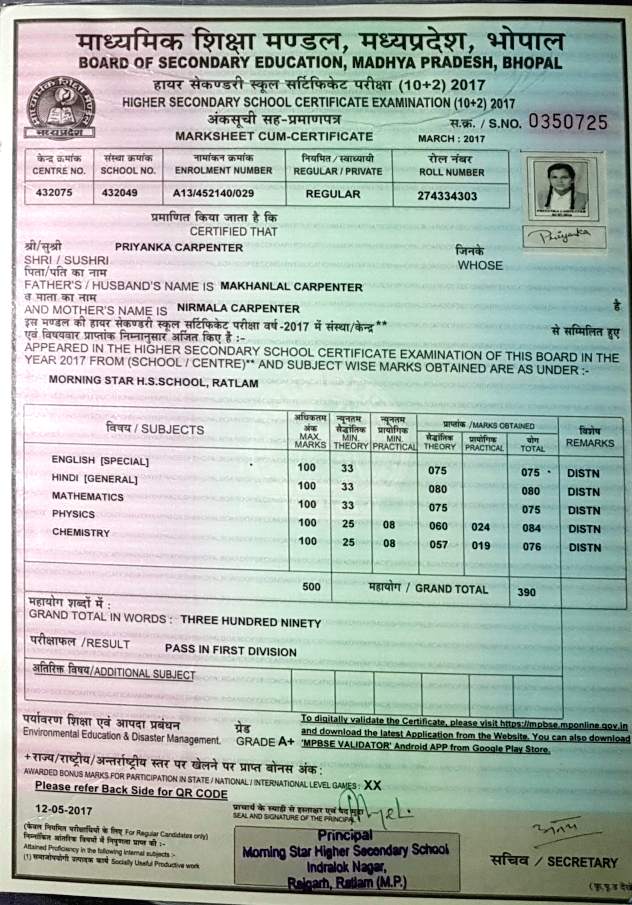 माध्यमिक शिक्षा मण्डल, मध्यप्रदेश, भोपाल
BOARD OF SECONDARY EDUCATION, MADHYA PRADESH, BHOPAL
हायर सेकण्डरी स्कूल सर्टिफिकेट परीक्षा (10+2) 2017
HIGHER SECONDARY SCHOOL CERTIFICATE EXAMINATION (10+2) 2017
अंकसूची सह-प्रमाणपत्र
स.क्र. / S.NO. 0350725
MARKSHEET CUM-CERTIFICATE
MARCH : 2017
मध्यप्रदेश
केन्द्र क्रमांक संस्था क्रमांक नामांकन क्रमांक नियमित / स्वाध्यायी रोल नंबर
CENTRE NO. SCHOOL NO. ENROLMENT NUMBER REGULAR / PRIVATE ROLL NUMBER
432075 432049 A13/452140/029 REGULAR 274334303
Priyanka
प्रमाणित किया जाता है कि
CERTIFIED THAT
श्री/सुश्री PRIYANKA CARPENTER जिनके
SHRI / SUSHRI WHOSE
पिता/पति का नाम
FATHER'S / HUSBAND'S NAME IS MAKHANLAL CARPENTER
व माता का नाम
AND MOTHER'S NAME IS NIRMALA CARPENTER है
इस मण्डल की हायर सेकण्डरी स्कूल सर्टिफिकेट परीक्षा वर्ष-2017 में संस्था/केन्द्र ** से सम्मिलित हुए
एवं विषयवार प्राप्तांक निम्नानुसार अर्जित किए है :-
APPEARED IN THE HIGHER SECONDARY SCHOOL CERTIFICATE EXAMINATION OF THIS BOARD IN THE
YEAR 2017 FROM (SCHOOL / CENTRE)** AND SUBJECT WISE MARKS OBTAINED ARE AS UNDER :-
MORNING STAR H.S.SCHOOL, RATLAM
विषय / SUBJECTS
अधिकतम अंक MAX. MARKS
न्यूनतम सैद्धांतिक MIN. THEORY
न्यूनतम प्रायोगिक MIN. PRACTICAL
प्राप्तांक /MARKS OBTAINED
सैद्धांतिक THEORY
प्रायोगिक PRACTICAL
योग TOTAL
विशेष REMARKS
ENGLISH [SPECIAL] 100 33 075 075 DISTN
HINDI [GENERAL] 100 33 080 080 DISTN
MATHEMATICS 100 33 075 075 DISTN
PHYSICS 100 25 08 060 024 084 DISTN
CHEMISTRY 100 25 08 057 019 076 DISTN
500 महायोग / GRAND TOTAL 390
महायोग शब्दों में :
GRAND TOTAL IN WORDS : THREE HUNDRED NINETY
परीक्षाफल /RESULT PASS IN FIRST DIVISION
अतिरिक्त विषय/ADDITIONAL SUBJECT
पर्यावरण शिक्षा एवं आपदा प्रबंधन ग्रेड
Environmental Education & Disaster Management. GRADE A+
To digitally validate the Certificate, please visit https://mpbse.mponline.gov.in
and download the latest Application from the Website. You can also download
'MPBSE VALIDATOR' Android APP from Google Play Store.
+ राज्य/राष्ट्रीय/अन्तर्राष्ट्रीय स्तर पर खेलने पर प्राप्त बोनस अंक :
AWARDED BONUS MARKS FOR PARTICIPATION IN STATE / NATIONAL / INTERNATIONAL LEVEL GAMES : XX
Please refer Back Side for QR CODE
12-05-2017
प्राचार्य के स्याही से हस्ताक्षर एवं पद मुद्रा
SEAL AND SIGNATURE OF THE PRINCIPAL
(केवल नियमित परीक्षार्थियों के लिए For Regular Candidates only)
निम्नांकित आंतरिक विषयों में निपुणता प्राप्त की :-
Attained Proficiency in the following internal subjects :-
(1) समाजोपयोगी उत्पादक कार्य Socially Useful Productive work
Principal
Morning Star Higher Secondary School
Indralok Nagar,
Rajgarh, Ratlam (M.P.)
सचिव / SECRETARY